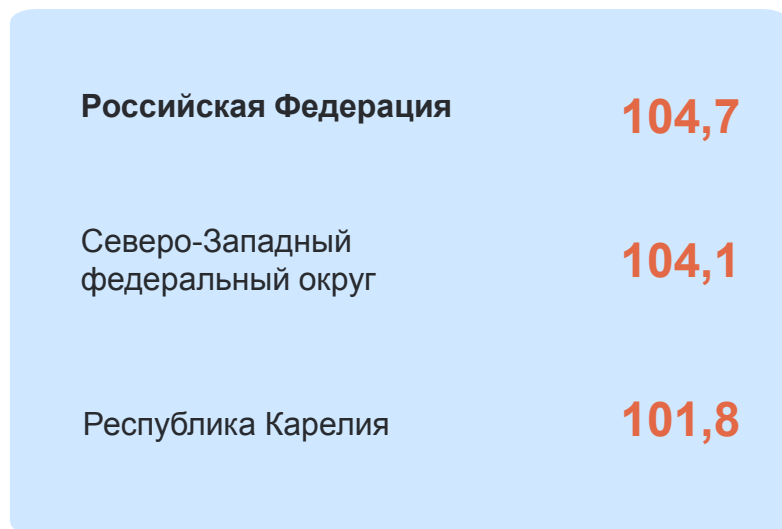 Российская Федерация 104,7
Северо-Западный
федеральный округ 104,1
Республика Карелия 101,8